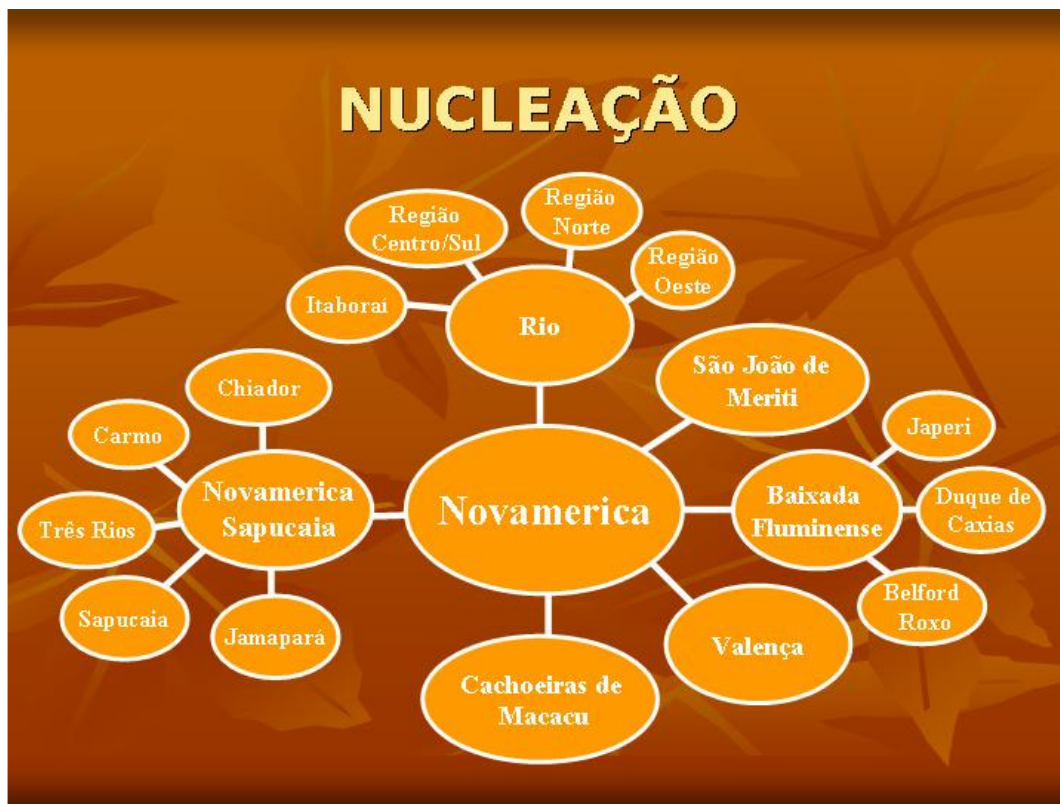 NUCLEAÇÃO
Região
Centro/Sul
Região
Norte
Região
Oeste
Itaboraí
Rio
São João de
Meriti
Chiador
Carmo
Japeri
Novamerica
Sapucaia
Novamerica
Baixada
Fluminense
Duque de
Caxias
Três Rios
Sapucaia
Jamapará
Belford
Roxo
Valença
Cachoeiras de
Macacu